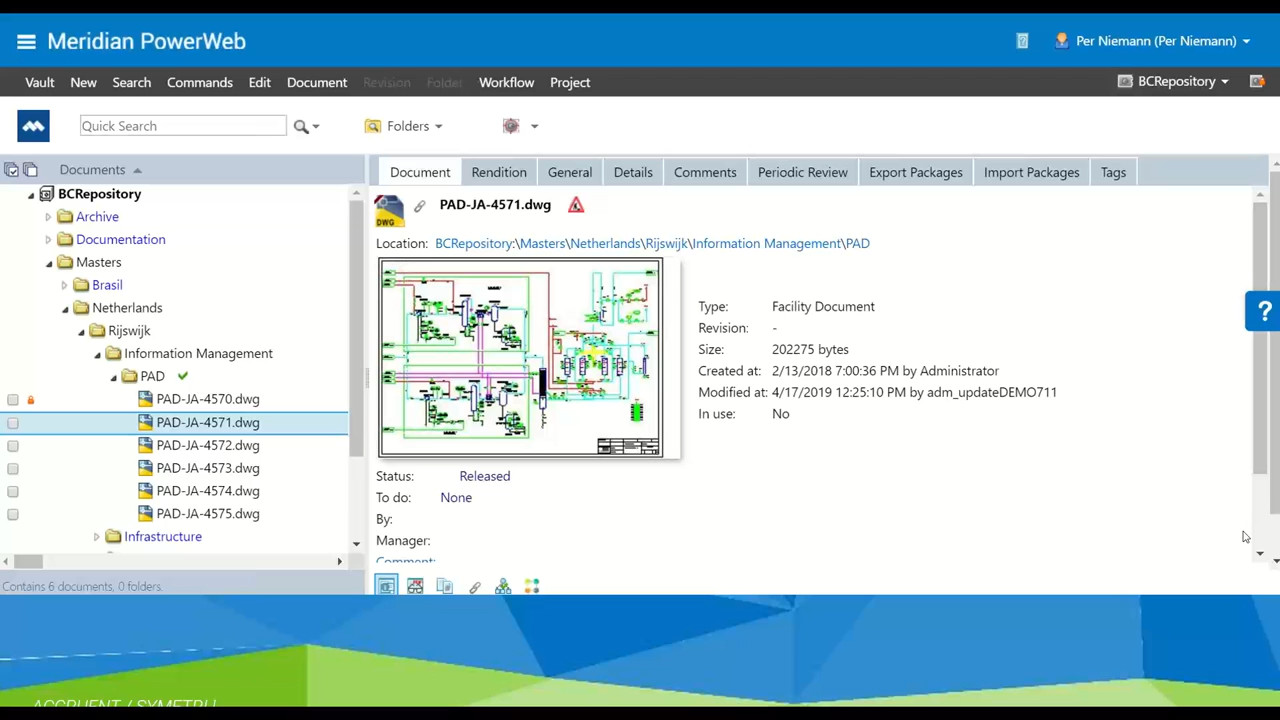 Meridian PowerWeb
Per Niemann (Per Niemann)
Vault New Search Commands Edit Document Revision Folder Workflow Project
BCRepository
Quick Search
Folders
Documents
BCRepository
Archive
Documentation
Masters
Brasil
Netherlands
Rijswijk
Information Management
PAD
PAD-JA-4570.dwg
PAD-JA-4571.dwg
PAD-JA-4572.dwg
PAD-JA-4573.dwg
PAD-JA-4574.dwg
PAD-JA-4575.dwg
Infrastructure
Contains 6 documents, 0 folders.
Document Rendition General Details Comments Periodic Review Export Packages Import Packages Tags
DWG
PAD-JA-4571.dwg
Location: BCRepository:\Masters\Netherlands\Rijswijk\Information Management\PAD
Type: Facility Document
Revision: -
Size: 202275 bytes
Created at: 2/13/2018 7:00:36 PM by Administrator
Modified at: 4/17/2019 12:25:10 PM by adm_updateDEMO711
In use: No
Status: Released
To do: None
By:
Manager:
Comment:
?
ACCRUENT / SYMETRI